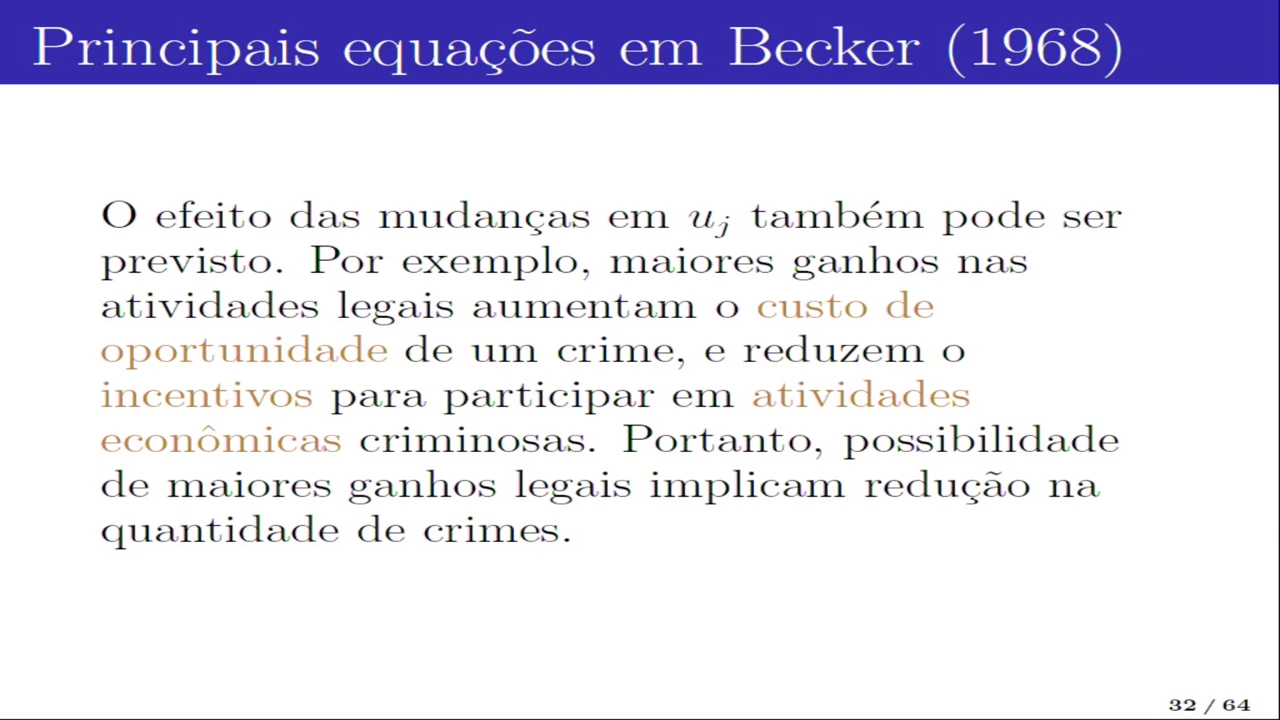 Principais equações em Becker (1968)
O efeito das mudanças em u_j também pode ser
previsto. Por exemplo, maiores ganhos nas
atividades legais aumentam o custo de
oportunidade de um crime, e reduzem o
incentivos para participar em atividades
econômicas criminosas. Portanto, possibilidade
de maiores ganhos legais implicam redução na
quantidade de crimes.
32 / 64